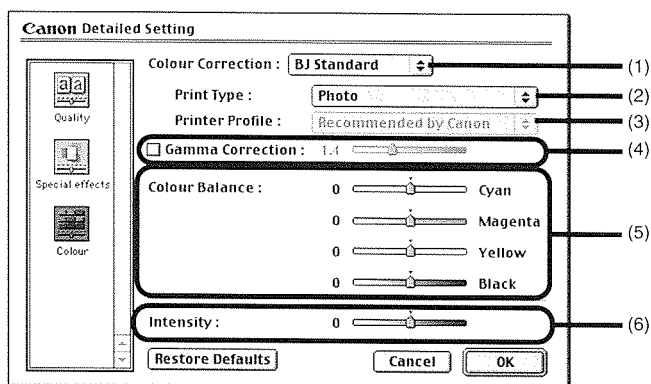 Canon Detailed Setting
Colour Correction : BJ Standard (1)
Print Type : Photo (2)
Printer Profile : Recommended by Canon (3)
Gamma Correction : 1.4 (4)
Colour Balance : 0 Cyan
0 Magenta
0 Yellow
0 Black
(5)
Intensity : 0 (6)
Restore Defaults Cancel OK
aa
Quality
Special effects
Colour